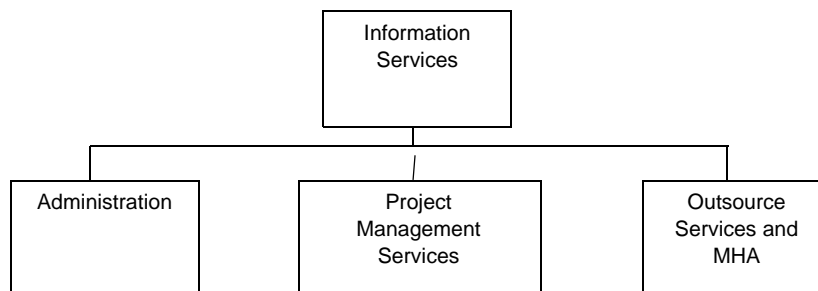 Information
Services
Administration
Project
Management
Services
Outsource
Services and
MHA